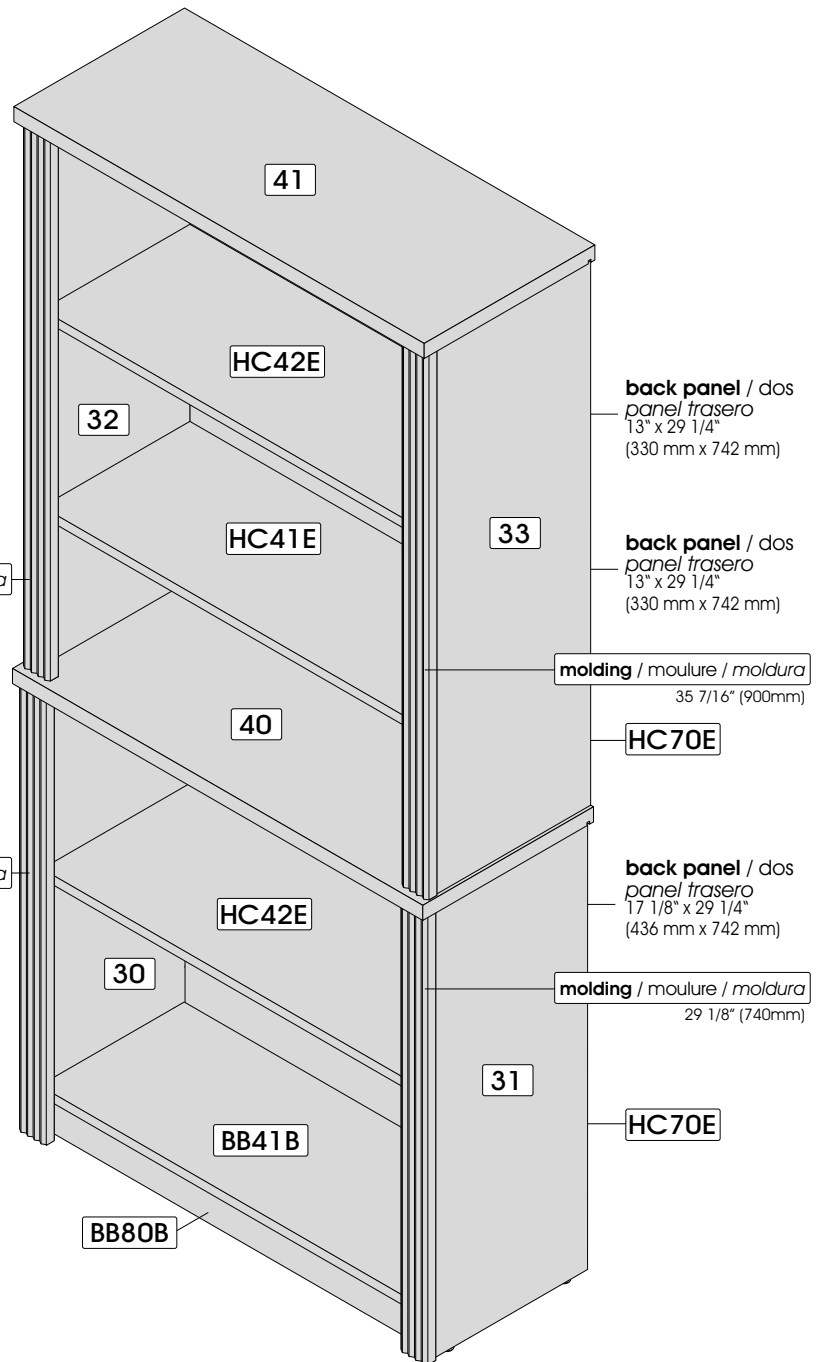 41
HC42E
back panel / dos
panel trasero
13" x 29 1/4"
(330 mm x 742 mm)
32
HC41E
33
back panel / dos
panel trasero
13" x 29 1/4"
(330 mm x 742 mm)
a
molding / moulure / moldura
35 7/16" (900mm)
40
HC70E
a
back panel / dos
panel trasero
17 1/8" x 29 1/4"
(436 mm x 742 mm)
HC42E
30
molding / moulure / moldura
29 1/8" (740mm)
31
HC70E
BB41B
BB80B